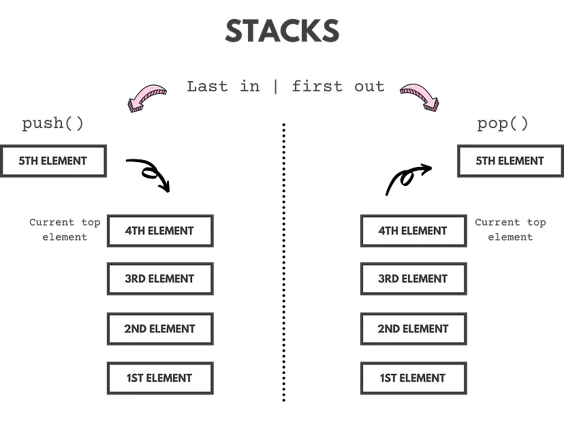 STACKS
Last in | first out
push()
5TH ELEMENT
Current top
element
4TH ELEMENT
3RD ELEMENT
2ND ELEMENT
1ST ELEMENT
pop()
5TH ELEMENT
4TH ELEMENT
Current top
element
3RD ELEMENT
2ND ELEMENT
1ST ELEMENT